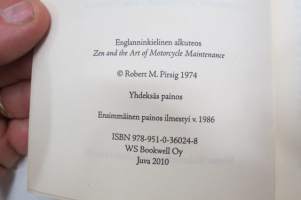 Englanninkielinen alkuteos
Zen and the Art of Motorcycle Maintenance
© Robert M. Pirsig 1974
Yhdeksäs painos
Ensimmäinen painos ilmestyi v. 1986
ISBN 978-951-0-36024-8
WS Bookwell Oy
Juva 2010